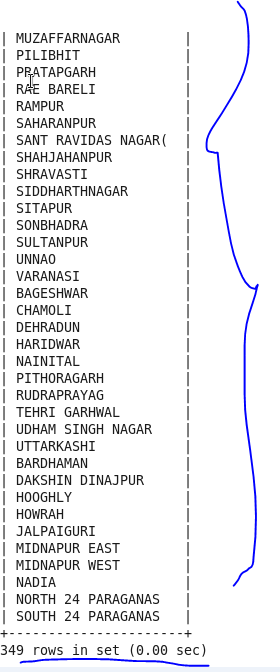 | MUZAFFARNAGAR |
| PILIBHIT |
| PRATAPGARH |
| RAE BARELI |
| RAMPUR |
| SAHARANPUR |
| SANT RAVIDAS NAGAR( |
| SHAHJAHANPUR |
| SHRAVASTI |
| SIDDHARTHNAGAR |
| SITAPUR |
| SONBHADRA |
| SULTANPUR |
| UNNAO |
| VARANASI |
| BAGESHWAR |
| CHAMOLI |
| DEHRADUN |
| HARIDWAR |
| NAINITAL |
| PITHORAGARH |
| RUDRAPRAYAG |
| TEHRI GARHWAL |
| UDHAM SINGH NAGAR |
| UTTARKASHI |
| BARDHAMAN |
| DAKSHIN DINAJPUR |
| HOOGHLY |
| HOWRAH |
| JALPAIGURI |
| MIDNAPUR EAST |
| MIDNAPUR WEST |
| NADIA |
| NORTH 24 PARAGANAS |
| SOUTH 24 PARAGANAS |
+----------------------+
349 rows in set (0.00 sec)